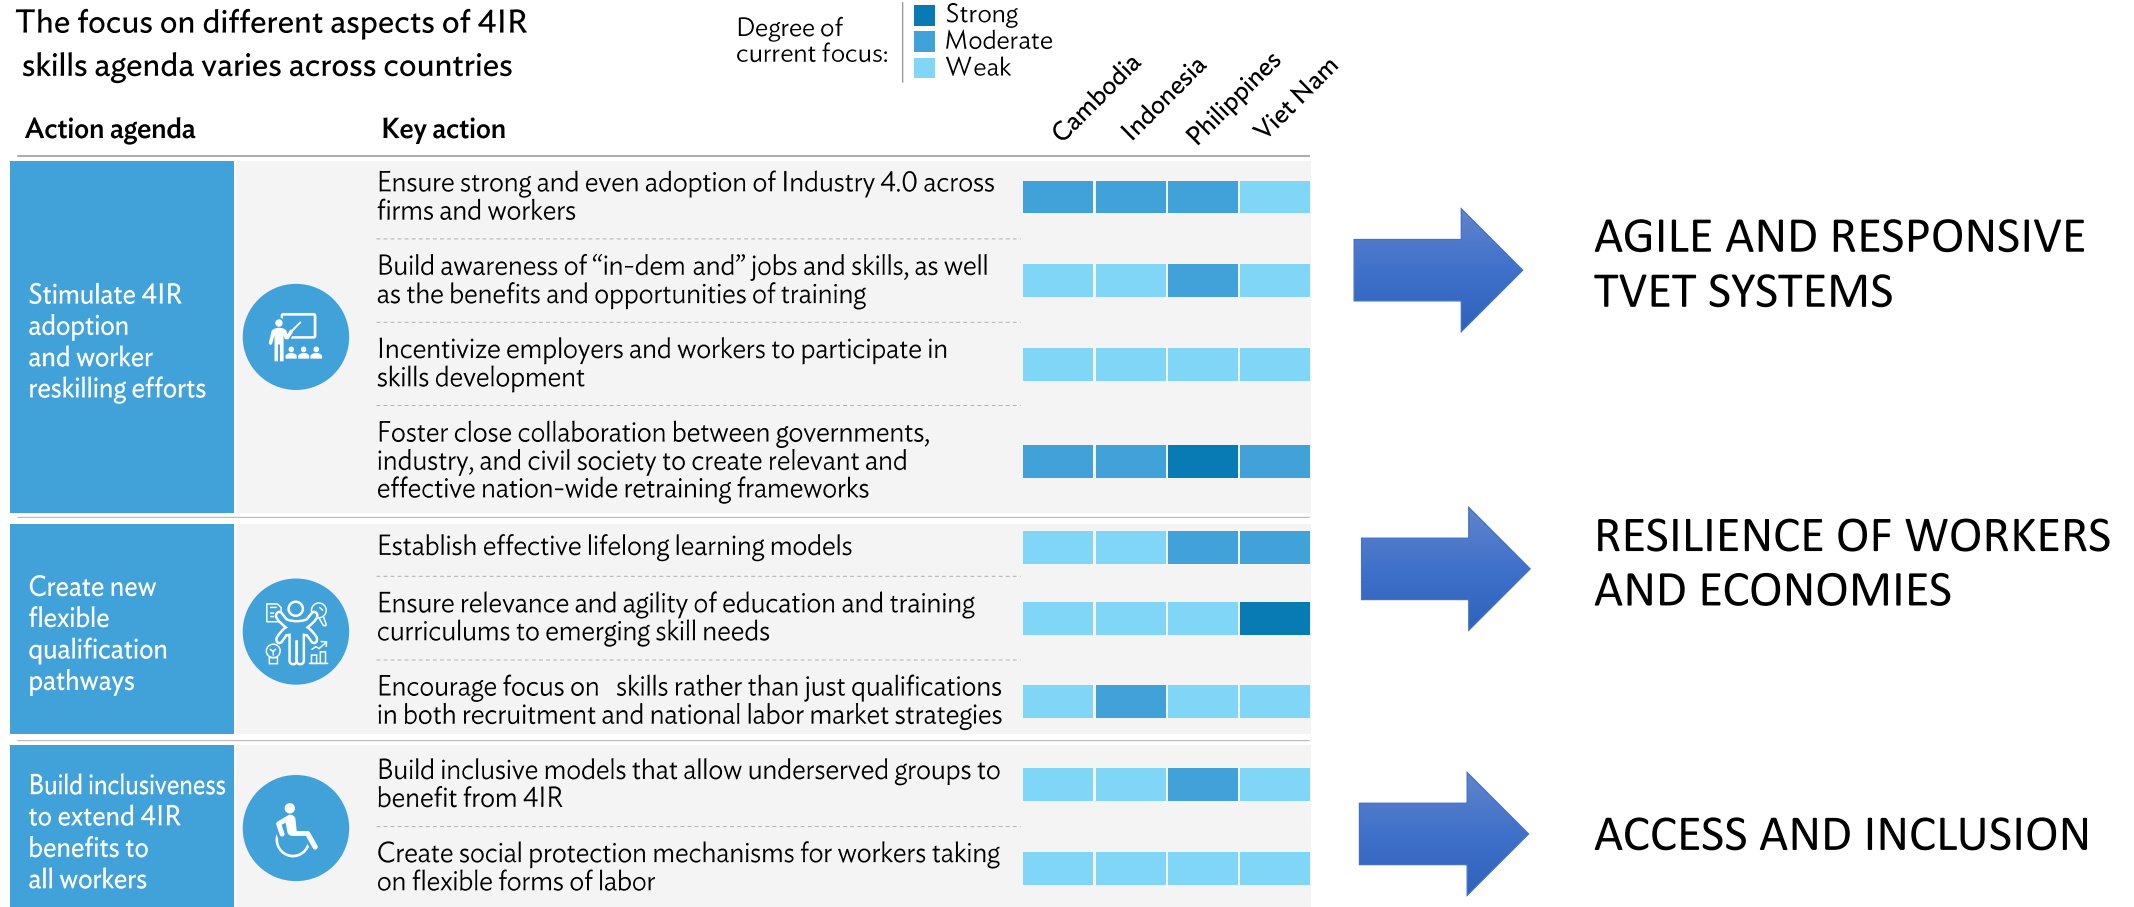 The focus on different aspects of 4IR
skills agenda varies across countries
Degree of
current focus:
Strong
Moderate
Weak
Cambodia
Indonesia
Philippines
Viet Nam
Action agenda
Key action
Stimulate 4IR
adoption
and worker
reskilling efforts
Ensure strong and even adoption of Industry 4.0 across
firms and workers
Build awareness of “in-dem and” jobs and skills, as well
as the benefits and opportunities of training
Incentivize employers and workers to participate in
skills development
Foster close collaboration between governments,
industry, and civil society to create relevant and
effective nation-wide retraining frameworks
AGILE AND RESPONSIVE
TVET SYSTEMS
Create new
flexible
qualification
pathways
Establish effective lifelong learning models
Ensure relevance and agility of education and training
curriculums to emerging skill needs
Encourage focus on skills rather than just qualifications
in both recruitment and national labor market strategies
RESILIENCE OF WORKERS
AND ECONOMIES
Build inclusiveness
to extend 4IR
benefits to
all workers
Build inclusive models that allow underserved groups to
benefit from 4IR
Create social protection mechanisms for workers taking
on flexible forms of labor
ACCESS AND INCLUSION